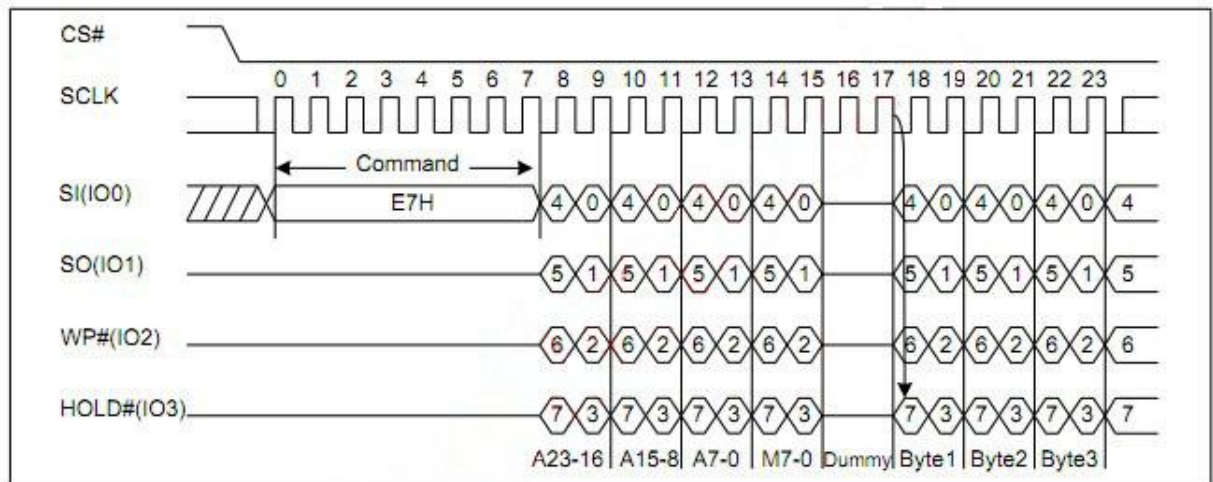 CS#
0 1 2 3 4 5 6 7 8 9 10 11 12 13 14 15 16 17 18 19 20 21 22 23
SCLK
Command
SI(IO0) E7H 4 0 4 0 4 0 4 0 4 0 4 0 4 0 4
SO(IO1) 5 1 5 1 5 1 5 1 5 1 5 1 5 1 5
WP#(IO2) 6 2 6 2 6 2 6 2 6 2 6 2 6 2 6
HOLD#(IO3) 7 3 7 3 7 3 7 3 7 3 7 3 7 3 7
A23-16 A15-8 A7-0 M7-0 Dummy Byte1 Byte2 Byte3